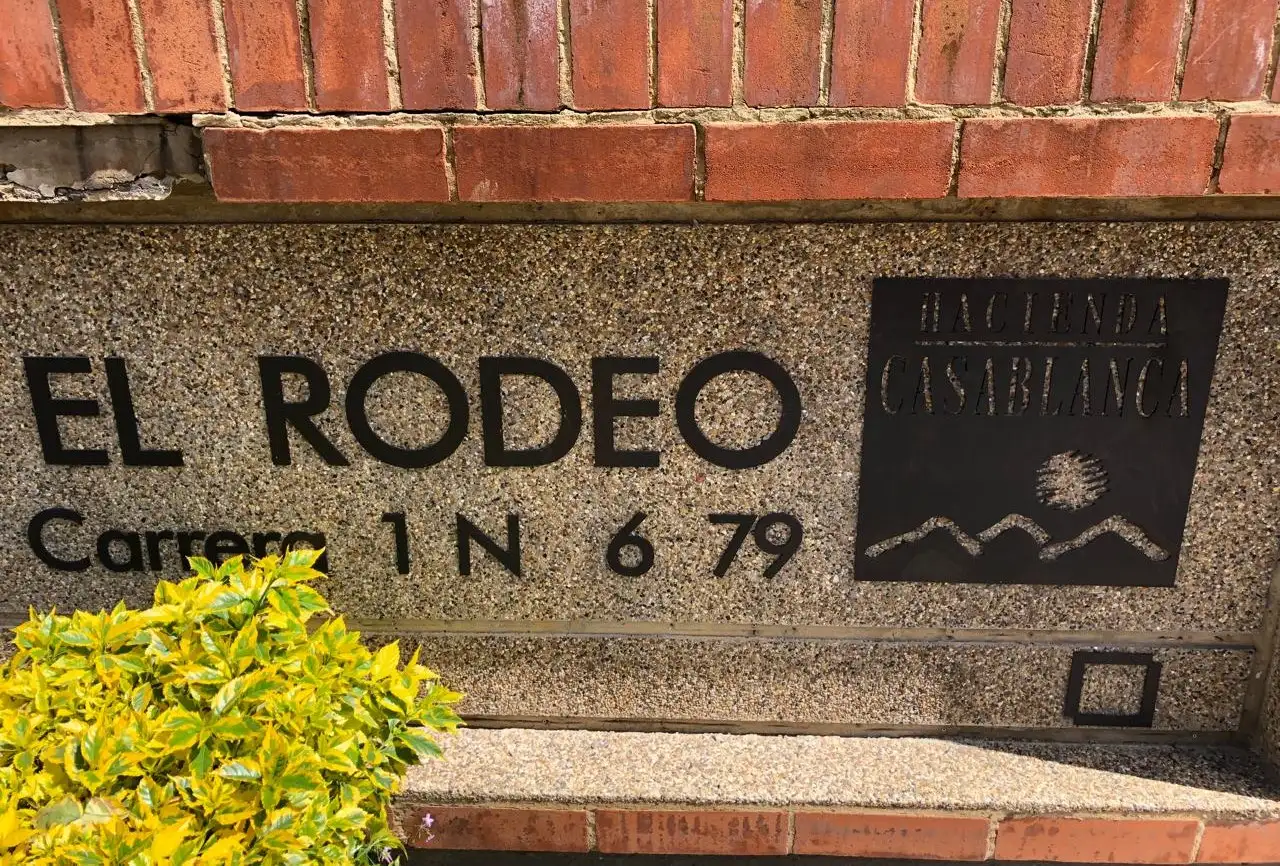 EL RODEO
Carrera 1 N 6 79
HACIENDA
CASABLANCA